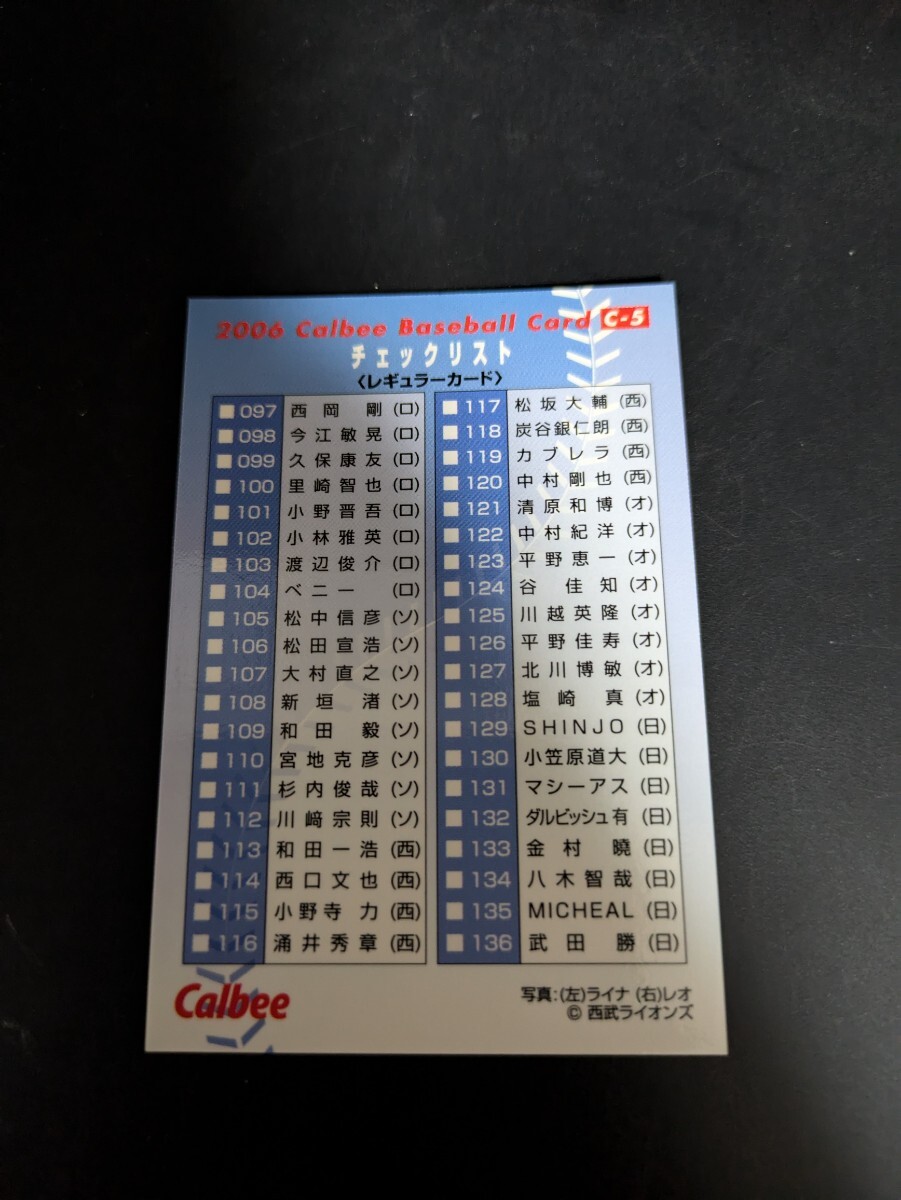 2006 Calbee Baseball Card C-5
チェックリスト
〈レギュラーカード〉
097 西岡 剛 (ロ)
098 今江敏晃 (ロ)
099 久保康友 (ロ)
100 里崎智也 (ロ)
101 小野晋吾 (ロ)
102 小林雅英 (ロ)
103 渡辺俊介 (ロ)
104 ベニー (ロ)
105 松中信彦 (ソ)
106 松田宣浩 (ソ)
107 大村直之 (ソ)
108 新垣 渚 (ソ)
109 和田 毅 (ソ)
110 宮地克彦 (ソ)
111 杉内俊哉 (ソ)
112 川﨑宗則 (ソ)
113 和田一浩 (西)
114 西口文也 (西)
115 小野寺 力 (西)
116 涌井秀章 (西)
117 松坂大輔 (西)
118 炭谷銀仁朗 (西)
119 カブレラ (西)
120 中村剛也 (西)
121 清原和博 (オ)
122 中村紀洋 (オ)
123 平野恵一 (オ)
124 谷 佳知 (オ)
125 川越英隆 (オ)
126 平野佳寿 (オ)
127 北川博敏 (オ)
128 塩崎 真 (オ)
129 SHINJO (日)
130 小笠原道大 (日)
131 マシーアス (日)
132 ダルビッシュ有 (日)
133 金村 曉 (日)
134 八木智哉 (日)
135 MICHEAL (日)
136 武田 勝 (日)
Calbee
写真:(左)ライナ (右)レオ
© 西武ライオンズ